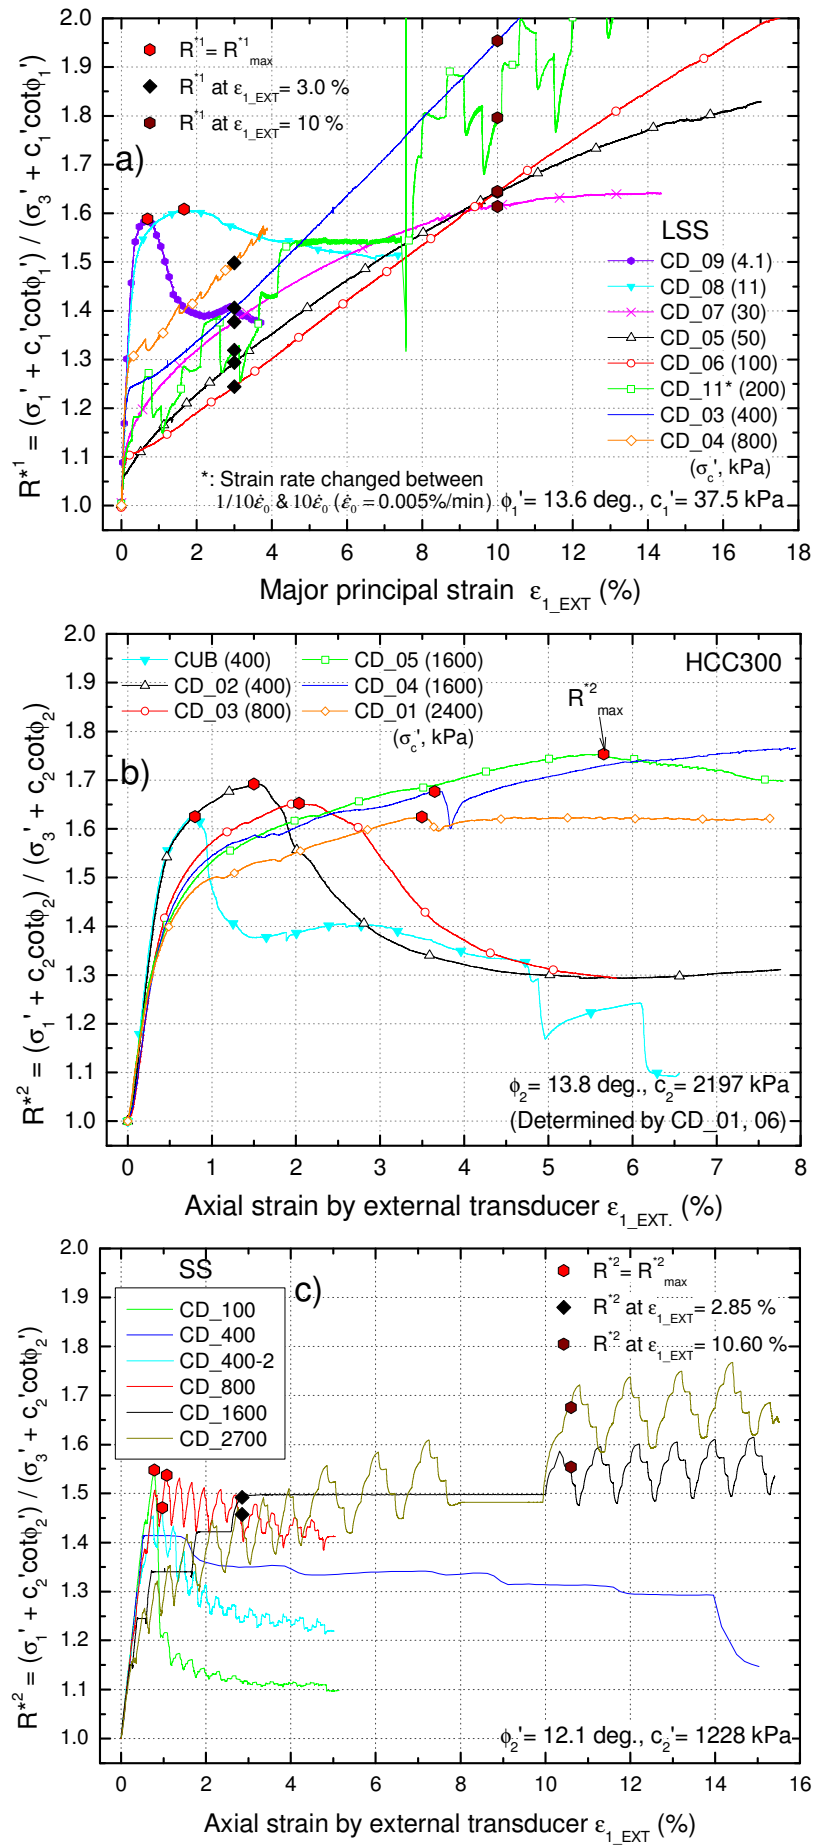 2.0
1.9
1.8
1.7
1.6
1.5
1.4
1.3
1.2
1.1
1.0
R*1 = (σ1' + c1'cotϕ1') / (σ3' + c1'cotϕ1')
R*1= R*1max
R*1 at ε1_EXT= 3.0 %
R*1 at ε1_EXT= 10 %
a)
LSS
CD_09 (4.1)
CD_08 (11)
CD_07 (30)
CD_05 (50)
CD_06 (100)
CD_11* (200)
CD_03 (400)
CD_04 (800)
(σc', kPa)
*: Strain rate changed between
1/10ε̇0 & 10ε̇0 (ε̇0 = 0.005%/min)
ϕ1'= 13.6 deg., c1'= 37.5 kPa
0 2 4 6 8 10 12 14 16 18
Major principal strain ε1_EXT (%)
2.0
1.9
1.8
1.7
1.6
1.5
1.4
1.3
1.2
1.1
1.0
R*2 = (σ1' + c2cotϕ2) / (σ3' + c2cotϕ2)
CUB (400)
CD_02 (400)
CD_03 (800)
CD_05 (1600)
CD_04 (1600)
CD_01 (2400)
(σc', kPa)
HCC300
R*2max
b)
ϕ2= 13.8 deg., c2= 2197 kPa
(Determined by CD_01, 06)
0 1 2 3 4 5 6 7 8
Axial strain by external transducer ε1_EXT. (%)
2.0
1.9
1.8
1.7
1.6
1.5
1.4
1.3
1.2
1.1
1.0
R*2 = (σ1' + c2'cotϕ2') / (σ3' + c2'cotϕ2')
SS
CD_100
CD_400
CD_400-2
CD_800
CD_1600
CD_2700
c)
R*2= R*2max
R*2 at ε1_EXT= 2.85 %
R*2 at ε1_EXT= 10.60 %
ϕ2'= 12.1 deg., c2'= 1228 kPa
0 2 4 6 8 10 12 14 16
Axial strain by external transducer ε1_EXT (%)